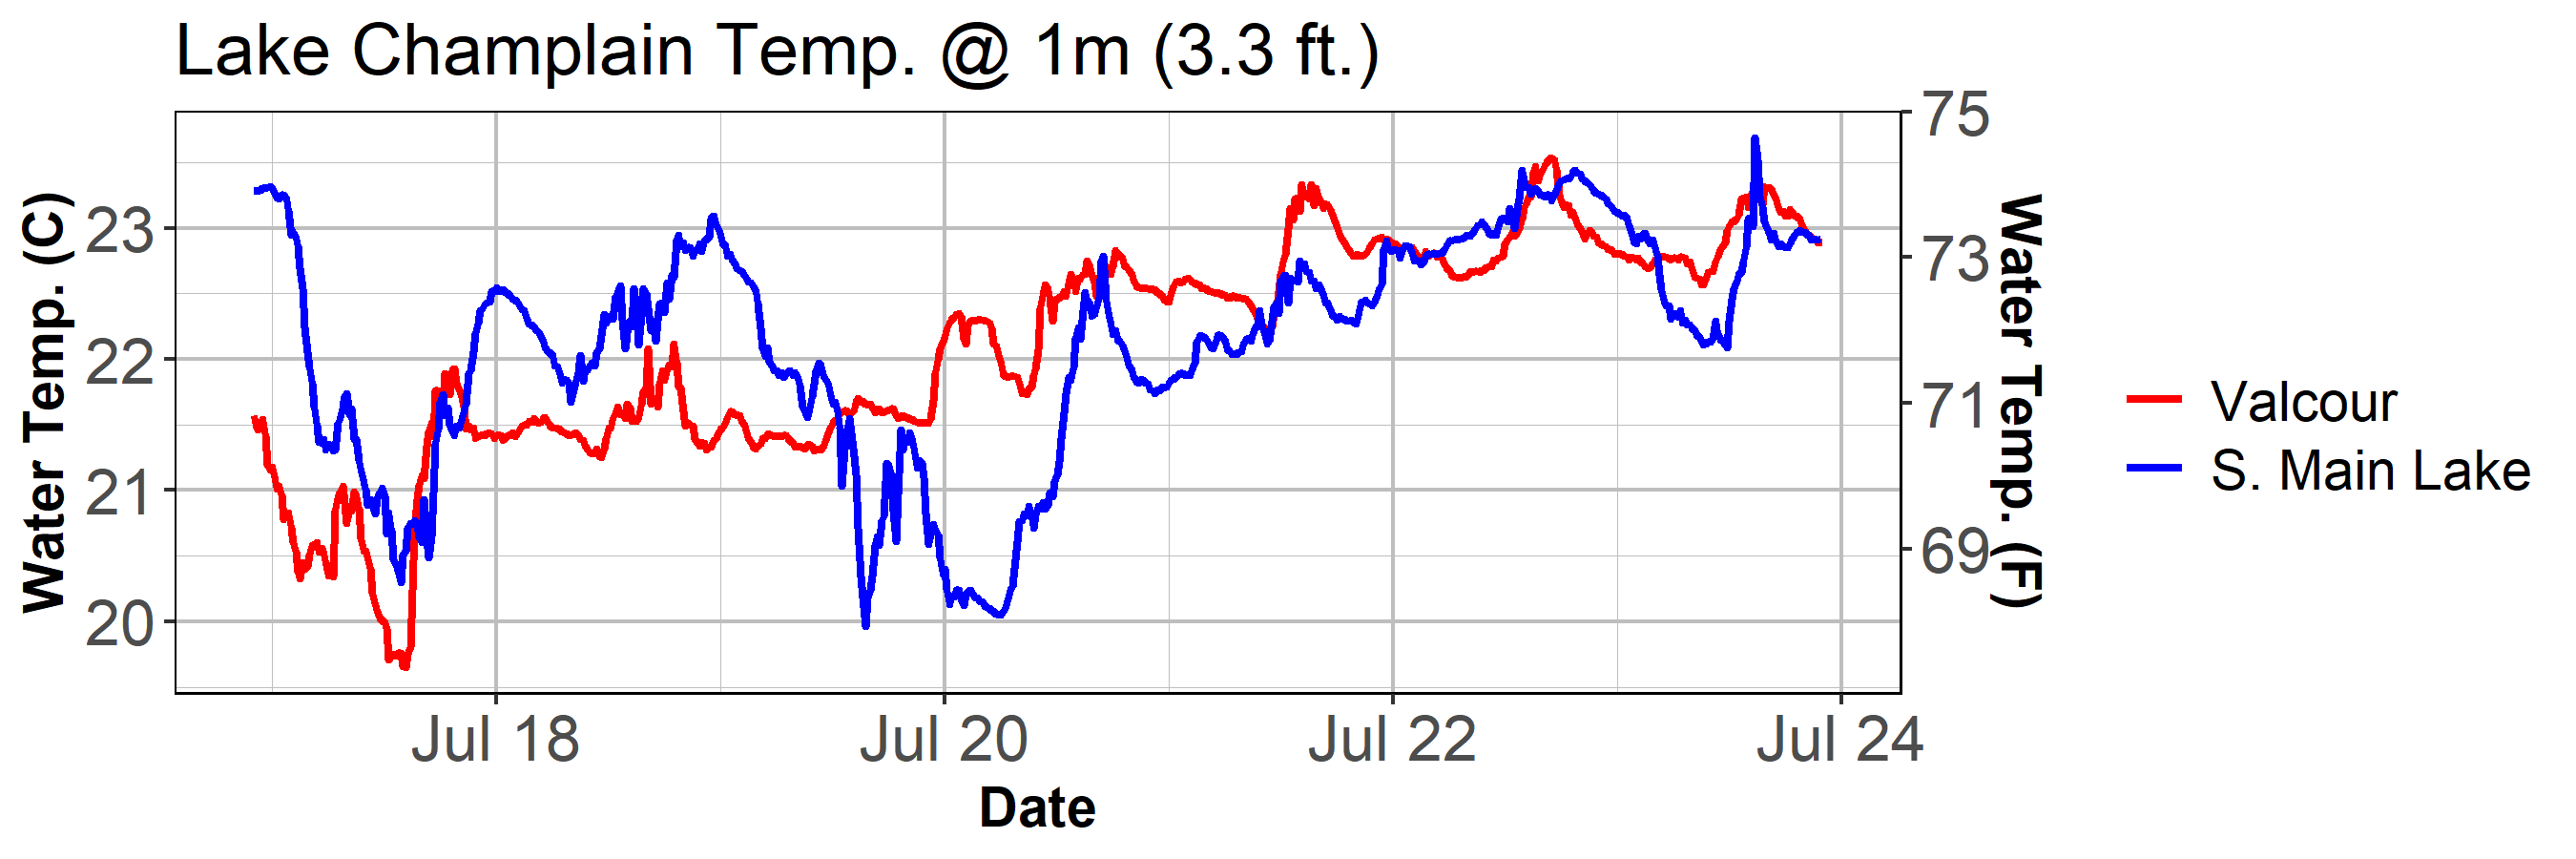 Lake Champlain Temp. @ 1m (3.3 ft.)
Water Temp. (C)
23
22
21
20
75
73
71
69
Water Temp. (F)
Jul 18
Jul 20
Jul 22
Jul 24
Date
Valcour
S. Main Lake